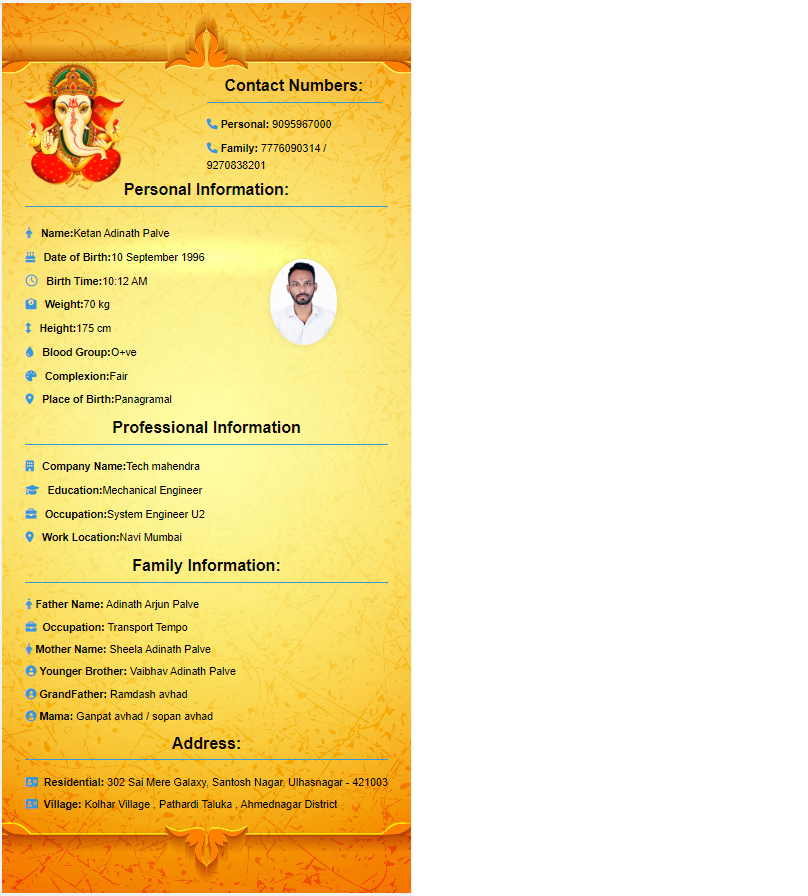 Contact Numbers:
Personal: 9095967000
Family: 7776090314 /
9270838201
Personal Information:
Name:Ketan Adinath Palve
Date of Birth:10 September 1996
Birth Time:10:12 AM
Weight:70 kg
Height:175 cm
Blood Group:O+ve
Complexion:Fair
Place of Birth:Panagramal
Professional Information
Company Name:Tech mahendra
Education:Mechanical Engineer
Occupation:System Engineer U2
Work Location:Navi Mumbai
Family Information:
Father Name: Adinath Arjun Palve
Occupation: Transport Tempo
Mother Name: Sheela Adinath Palve
Younger Brother: Vaibhav Adinath Palve
GrandFather: Ramdash avhad
Mama: Ganpat avhad / sopan avhad
Address:
Residential: 302 Sai Mere Galaxy, Santosh Nagar, Ulhasnagar - 421003
Village: Kolhar Village , Pathardi Taluka , Ahmednagar District